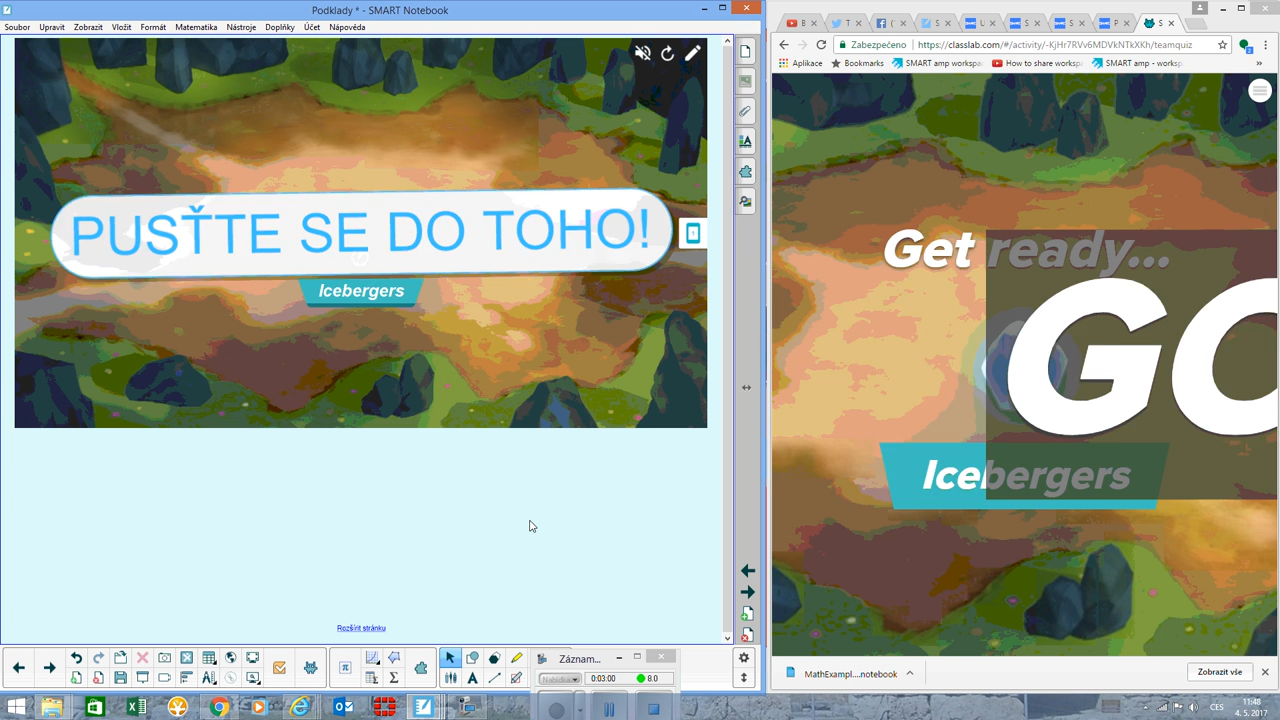 Podklady * - SMART Notebook
Soubor Upravit Zobrazit Vložit Formát Matematika Nástroje Doplňky Účet Nápověda
PUSŤTE SE DO TOHO!
Icebergers
Rozšířit stránku
Záznam...
Nabídka
0:03:00
8.0
Zabezpečeno
https://classlab.com/#/activity/-KjHr7RVv6MDVkNTkXKh/teamquiz
Aplikace Bookmarks SMART amp workspa How to share workspa SMART amp - worksp »
Get ready...
GO
Icebergers
MathExampl....notebook
Zobrazit vše
CES
11:48
4. 5. 2017